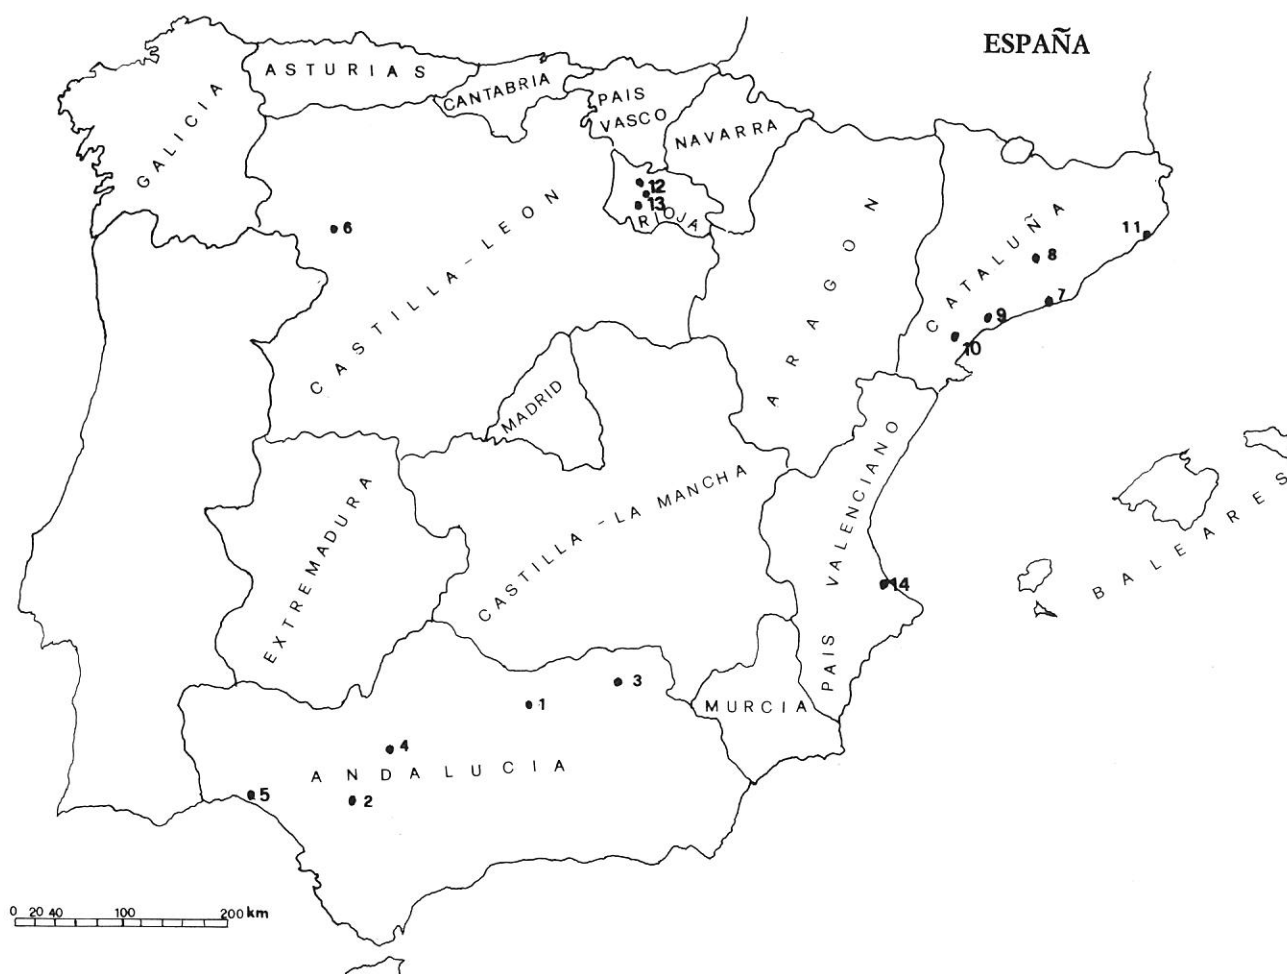 ESPAÑA
GALICIA
ASTURIAS
CANTABRIA
PAIS
VASCO
NAVARRA
12
13
RIOJA
6
CASTILLA-LEON
ARAGON
CATALUÑA
11
8
7
9
10
MADRID
EXTREMADURA
CASTILLA-LA MANCHA
PAIS VALENCIANO
14
BALEARES
3
1
MURCIA
4
ANDALUCIA
5
2
0 20 40 100 200 km